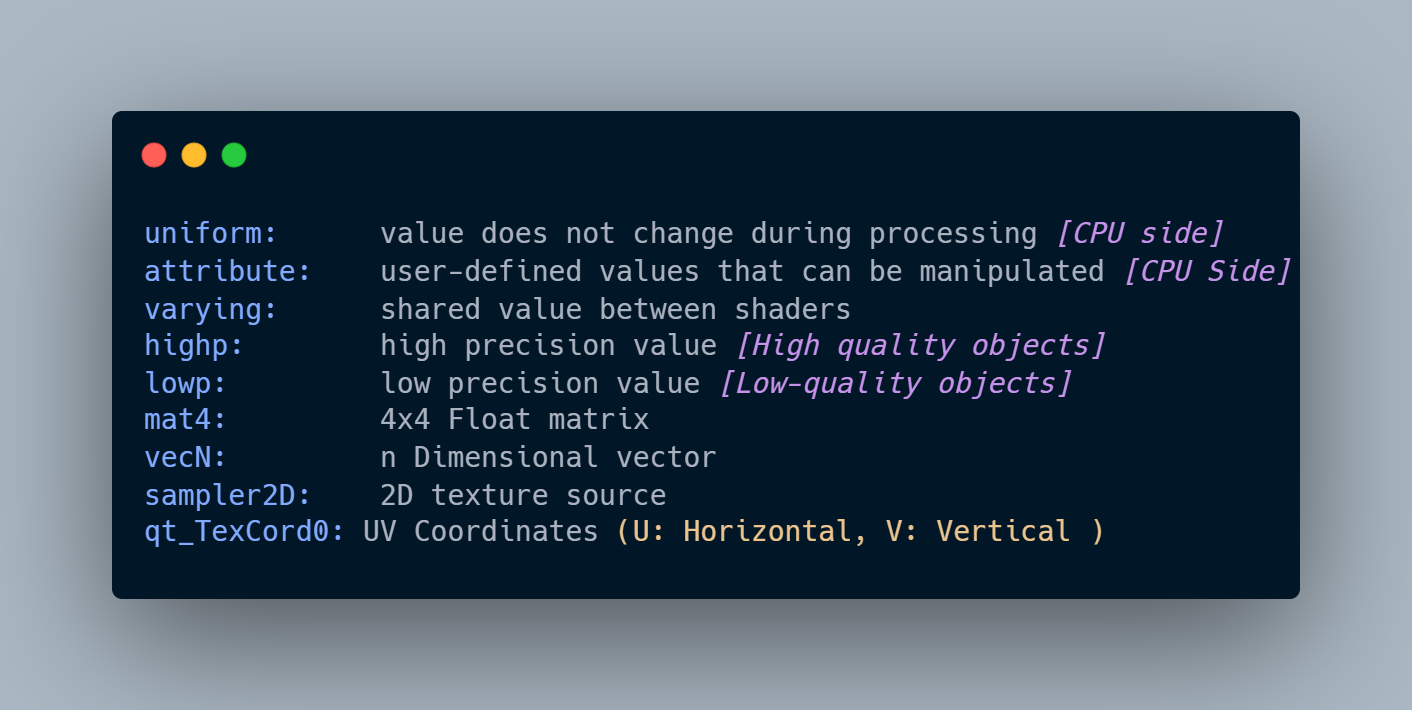 uniform: value does not change during processing [CPU side]
attribute: user-defined values that can be manipulated [CPU Side]
varying: shared value between shaders
highp: high precision value [High quality objects]
lowp: low precision value [Low-quality objects]
mat4: 4x4 Float matrix
vecN: n Dimensional vector
sampler2D: 2D texture source
qt_TexCord0: UV Coordinates (U: Horizontal, V: Vertical )